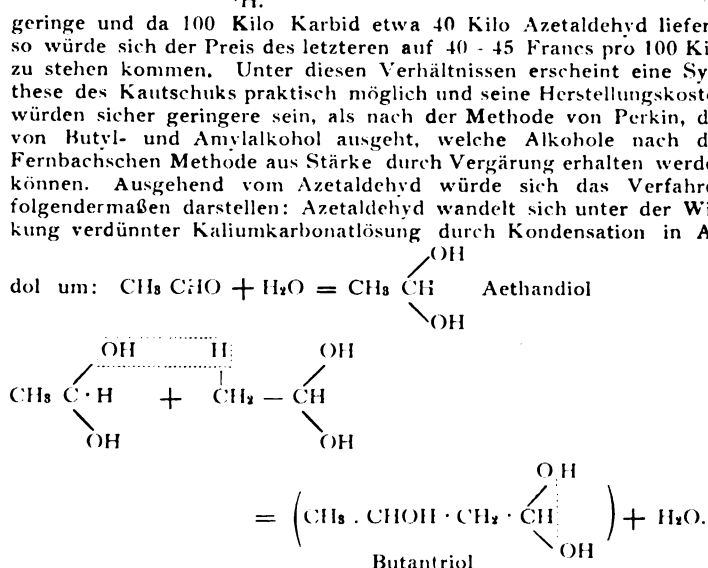 H.
geringe und da 100 Kilo Karbid etwa 40 Kilo Azetaldehyd liefer
so würde sich der Preis des letzteren auf 40 - 45 Francs pro 100 Ki
zu stehen kommen. Unter diesen Verhältnissen erscheint eine Sy
these des Kautschuks praktisch möglich und seine Herstellungskoste
würden sicher geringere sein, als nach der Methode von Perkin, d
von Butyl- und Amylalkohol ausgeht, welche Alkohole nach d
Fernbachschen Methode aus Stärke durch Vergärung erhalten werde
können. Ausgehend vom Azetaldehyd würde sich das Verfahre
folgendermaßen darstellen: Azetaldehyd wandelt sich unter der Wi
kung verdünnter Kaliumkarbonatlösung durch Kondensation in A
OH
dol um: CH₃ CHO + H₂O = CH₃ CH Aethandiol
OH
OH H OH
CH₃ C · H + CH₂ — CH
OH OH
O H
= (CH₃ . CHOH · CH₂ · CH) + H₂O.
OH
Butantriol